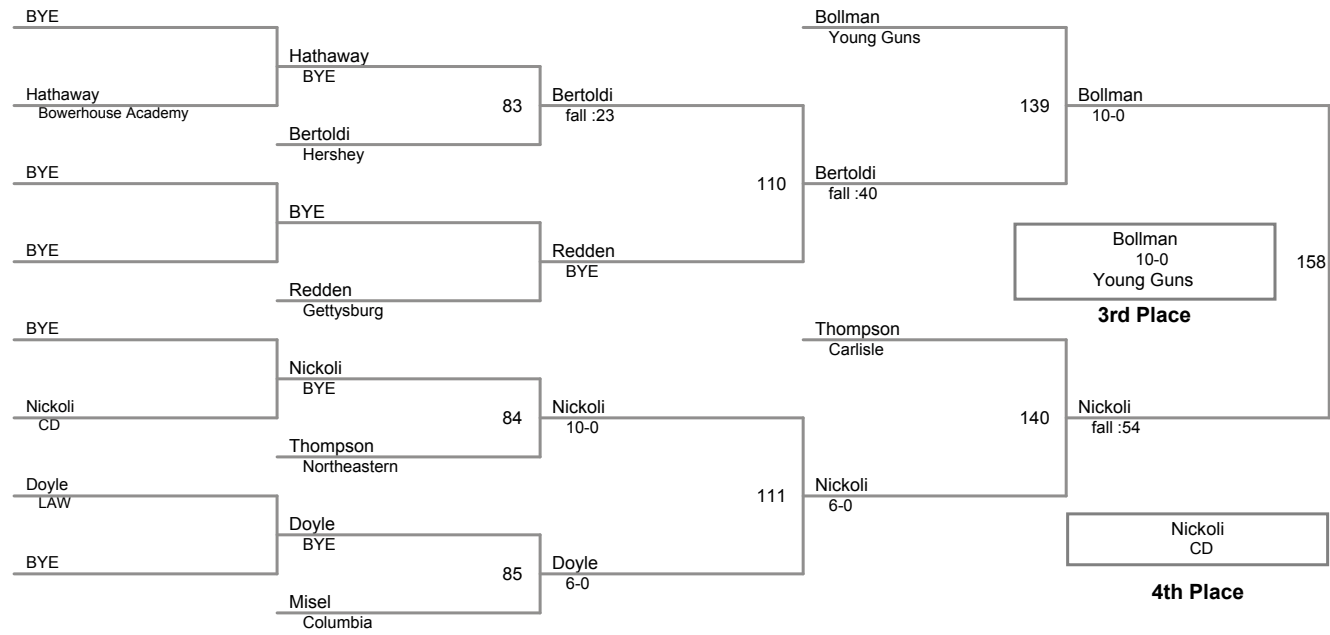 BYE
Hathaway
Bowerhouse Academy
BYE
BYE
BYE
Nickoli
CD
Doyle
LAW
BYE
Hathaway
BYE
Bertoldi
Hershey
BYE
Redden
Gettysburg
Nickoli
BYE
Thompson
Northeastern
Doyle
BYE
Misel
Columbia
83
84
85
Bertoldi
fall :23
Redden
BYE
Nickoli
10-0
Doyle
6-0
110
111
Bollman
Young Guns
Bertoldi
fall :40
Thompson
Carlisle
Nickoli
6-0
139
140
Bollman
10-0
Nickoli
fall :54
158
Bollman
10-0
Young Guns
3rd Place
Nickoli
CD
4th Place